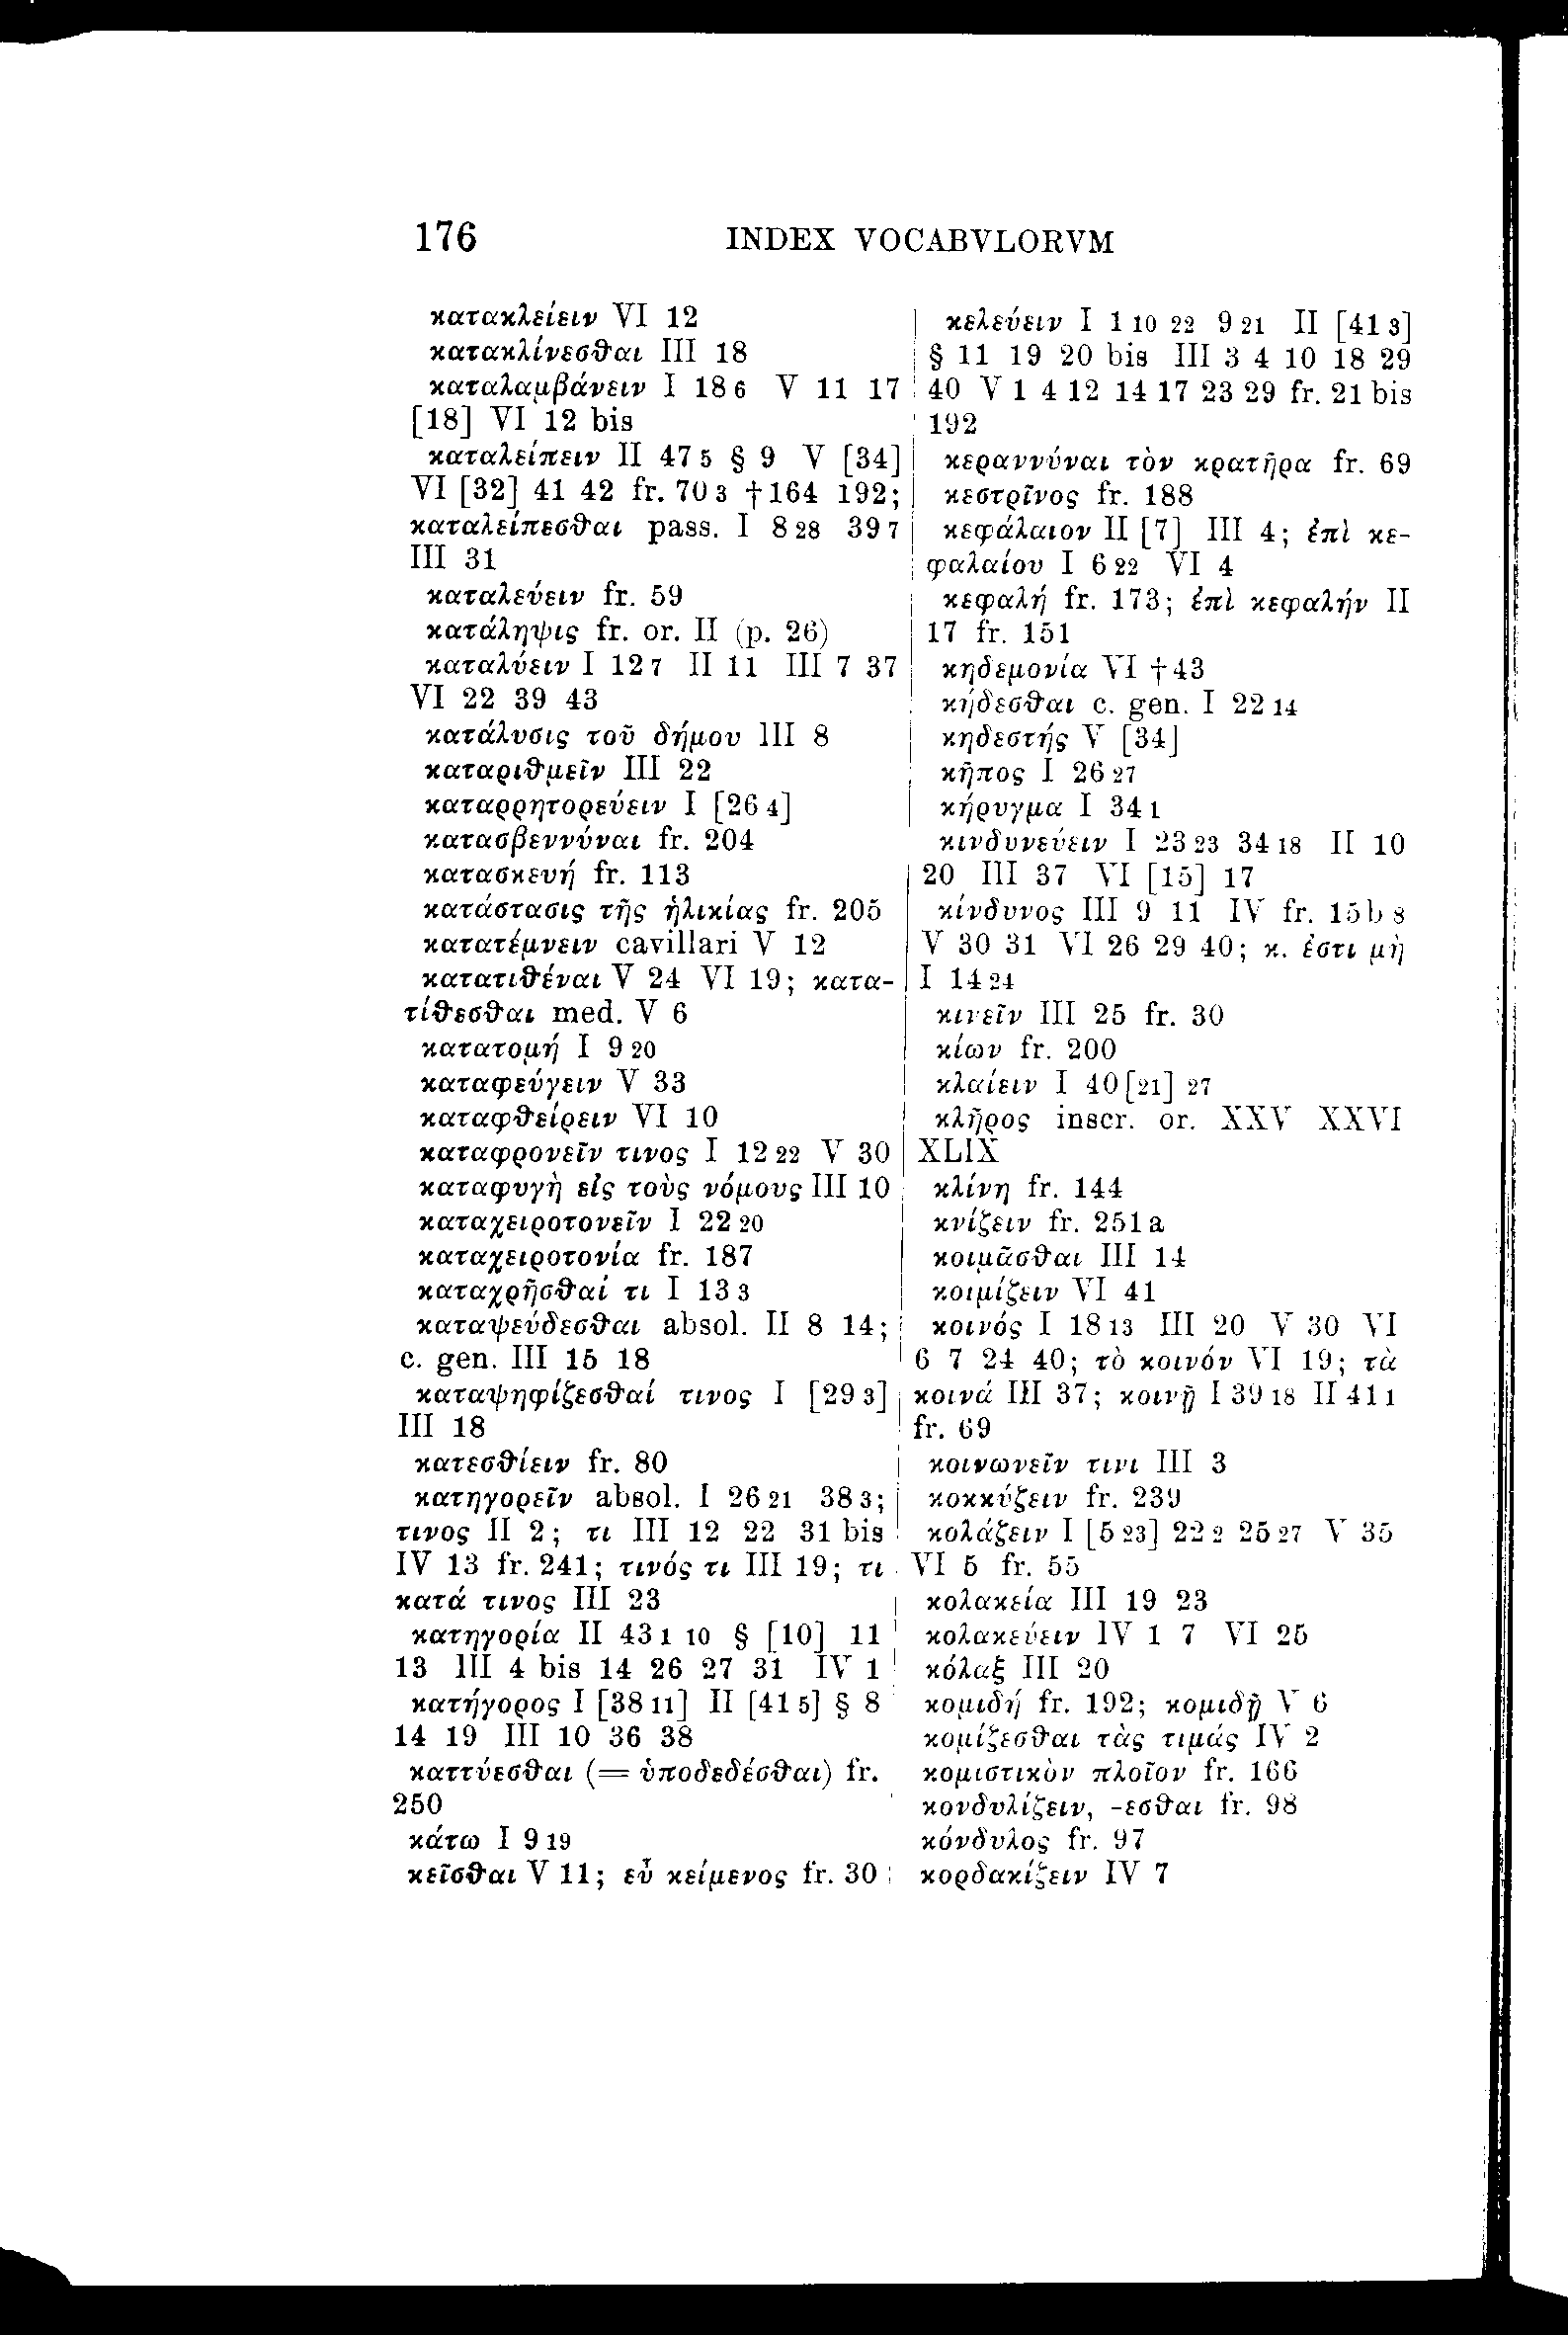 176
INDEX VOCABVLORVM
κατακλείειν VI 12
κατακλίνεσθαι III 18
καταλαμβάνειν I 18 6 V 11 17
[18] VI 12 bis
καταλείπειν II 47 5 § 9 V [34]
VI [32] 41 42 fr. 70 3 †164 192;
καταλείπεσθαι pass. I 8 28 39 7
III 31
καταλεύειν fr. 59
κατάληψις fr. or. II (p. 26)
καταλύειν I 12 7 II 11 III 7 37
VI 22 39 43
κατάλυσις τοῦ δήμου III 8
καταριθμεῖν III 22
καταρρητορεύειν I [26 4]
κατασβεννύναι fr. 204
κατασκευή fr. 113
κατάστασις τῆς ἡλικίας fr. 205
κατατέμνειν cavillari V 12
κατατιθέναι V 24 VI 19; κατα-
τίθεσθαι med. V 6
κατατομή I 9 20
καταφεύγειν V 33
καταφθείρειν VI 10
καταφρονεῖν τινος I 12 22 V 30
καταφυγὴ εἰς τοὺς νόμους III 10
καταχειροτονεῖν I 22 20
καταχειροτονία fr. 187
καταχρῆσθαί τι I 13 3
καταψεύδεσθαι absol. II 8 14;
c. gen. III 15 18
καταψηφίζεσθαί τινος I [29 3]
III 18
κατεσθίειν fr. 80
κατηγορεῖν absol. I 26 21 38 3;
τινος II 2; τι III 12 22 31 bis
IV 13 fr. 241; τινός τι III 19; τι
κατά τινος III 23
κατηγορία II 43 1 10 § [10] 11
13 III 4 bis 14 26 27 31 IV 1
κατήγορος I [38 11] II [41 5] § 8
14 19 III 10 36 38
καττύεσθαι (= ὑποδεδέσθαι) fr.
250
κάτω I 9 19
κεῖσθαι V 11; εὖ κείμενος fr. 30
κελεύειν I 1 10 22 9 21 II [41 3]
§ 11 19 20 bis III 3 4 10 18 29
40 V 1 4 12 14 17 23 29 fr. 21 bis
192
κεραννύναι τὸν κρατῆρα fr. 69
κεστρῖνος fr. 188
κεφάλαιον II [7] III 4; ἐπὶ κε-
φαλαίου I 6 22 VI 4
κεφαλή fr. 173; ἐπὶ κεφαλήν II
17 fr. 151
κηδεμονία VI †43
κήδεσθαι c. gen. I 22 14
κηδεστής V [34]
κῆπος I 26 27
κήρυγμα I 34 1
κινδυνεύειν I 23 23 34 18 II 10
20 III 37 VI [15] 17
κίνδυνος III 9 11 IV fr. 15 b 8
V 30 31 VI 26 29 40; κ. ἐστι μὴ
I 14 24
κινεῖν III 25 fr. 30
κίων fr. 200
κλαίειν I 40 [21] 27
κλῆρος inscr. or. XXV XXVI
XLIX
κλίνη fr. 144
κνίζειν fr. 251 a
κοιμᾶσθαι III 14
κοιμίζειν VI 41
κοινός I 18 13 III 20 V 30 VI
6 7 24 40; τὸ κοινόν VI 19; τὰ
κοινά III 37; κοινῇ I 39 18 II 41 1
fr. 69
κοινωνεῖν τινι III 3
κοκκύζειν fr. 239
κολάζειν I [5 23] 22 2 25 27 V 35
VI 5 fr. 55
κολακεία III 19 23
κολακεύειν IV 1 7 VI 25
κόλαξ III 20
κομιδή fr. 192; κομιδῇ V 6
κομίζεσθαι τὰς τιμάς IV 2
κομιστικὸν πλοῖον fr. 166
κονδυλίζειν, -εσθαι fr. 98
κόνδυλος fr. 97
κορδακίζειν IV 7